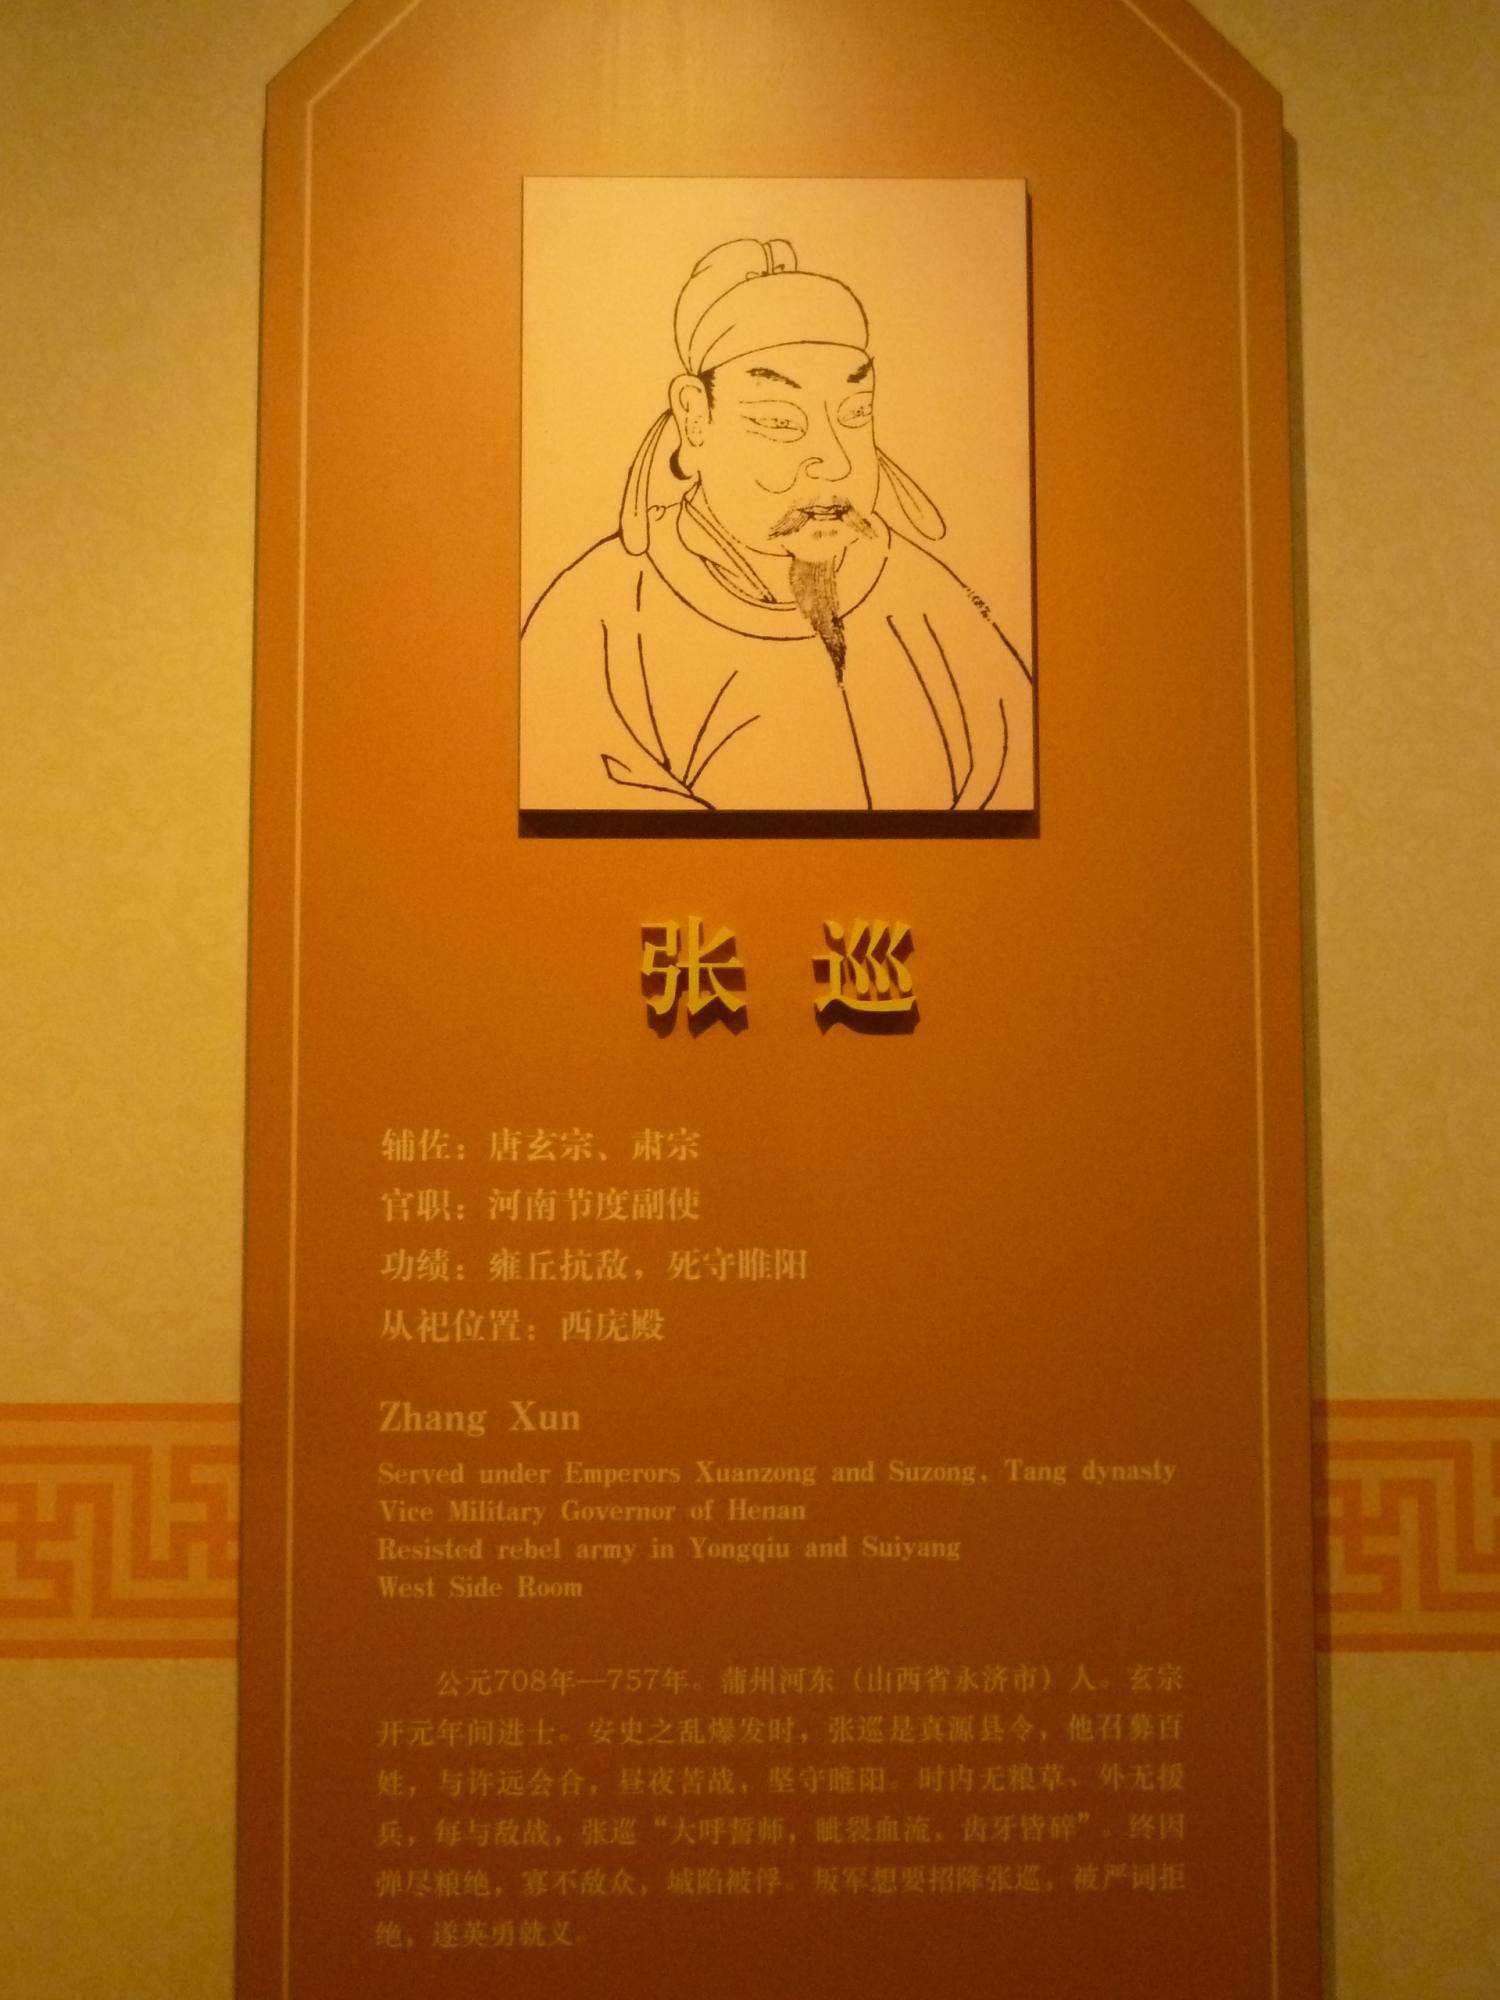 张 巡
辅佐：唐玄宗、肃宗
官职：河南节度副使
功绩：雍丘抗敌，死守睢阳
从祀位置：西庑殿
Zhang Xun
Served under Emperors Xuanzong and Suzong, Tang dynasty
Vice Military Governor of Henan
Resisted rebel army in Yongqiu and Suiyang
West Side Room
公元708年—757年。蒲州河东（山西省永济市）人。玄宗
开元年间进士。安史之乱爆发时，张巡是真源县令，他召募百
姓，与许远会合，昼夜苦战，坚守睢阳。时内无粮草、外无援
兵，每与敌战，张巡“大呼誓师，眦裂血流，齿牙皆碎”。终因
弹尽粮绝，寡不敌众，城陷被俘。叛军想要招降张巡，被严词拒
绝，遂英勇就义。